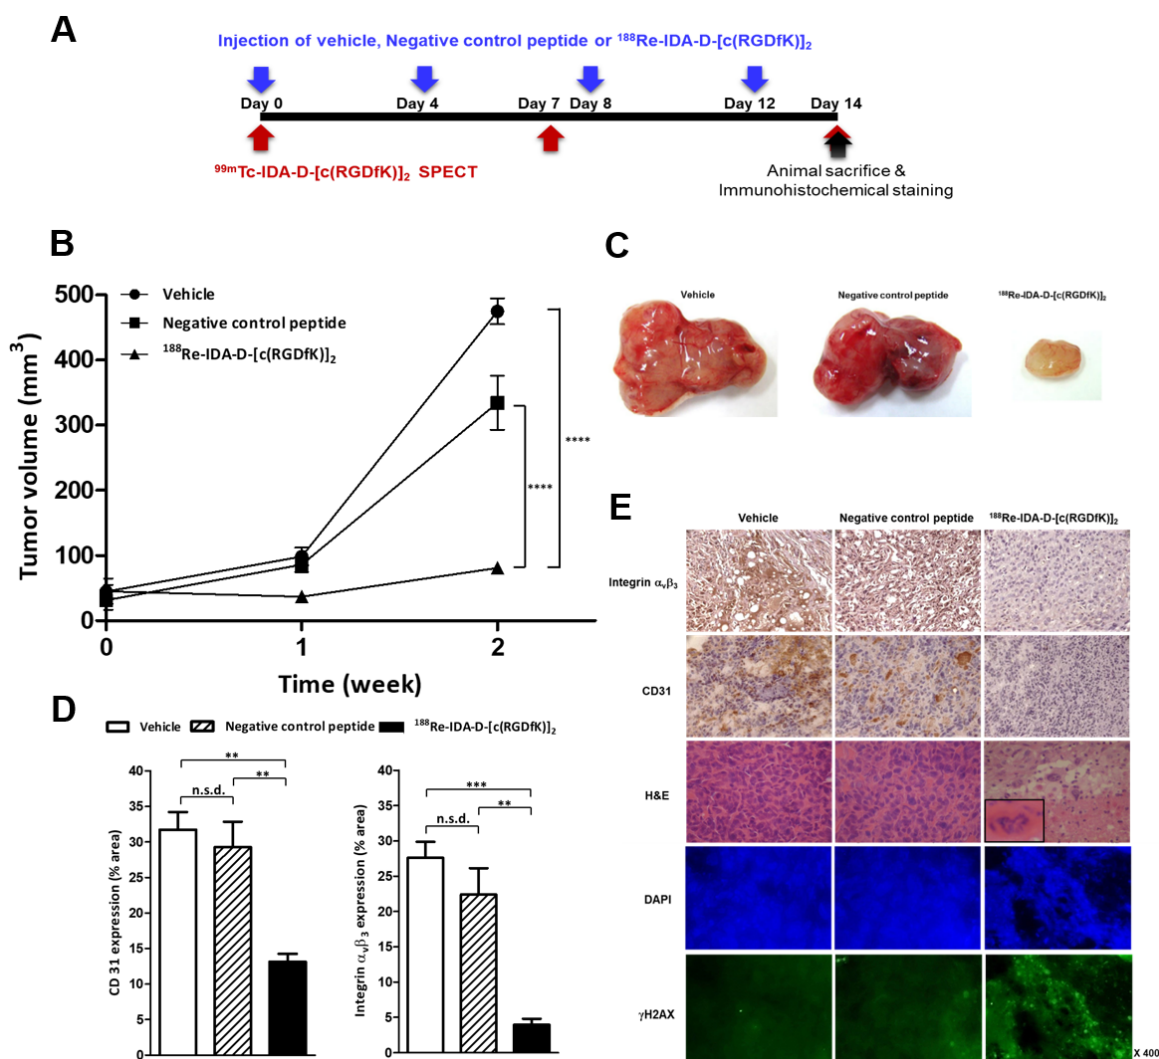 A
Injection of vehicle, Negative control peptide or ¹⁸⁸Re-IDA-D-[c(RGDfK)]₂
Day 0 Day 4 Day 7 Day 8 Day 12 Day 14
⁹⁹ᵐTc-IDA-D-[c(RGDfK)]₂ SPECT
Animal sacrifice &
Immunohistochemical staining
B
Vehicle
Negative control peptide
¹⁸⁸Re-IDA-D-[c(RGDfK)]₂
Tumor volume (mm³)
500
400
300
200
100
0
0 1 2
Time (week)
****
****
C
Vehicle Negative control peptide ¹⁸⁸Re-IDA-D-[c(RGDfK)]₂
D
Vehicle Negative control peptide ¹⁸⁸Re-IDA-D-[c(RGDfK)]₂
CD 31 expression (% area)
40
35
30
25
20
15
10
5
0
**
**
n.s.d.
Integrin αᵥβ₃ expression (% area)
40
35
30
25
20
15
10
5
0
***
**
n.s.d.
E
Vehicle Negative control peptide ¹⁸⁸Re-IDA-D-[c(RGDfK)]₂
Integrin αᵥβ₃
CD31
H&E
DAPI
γH2AX
X 400